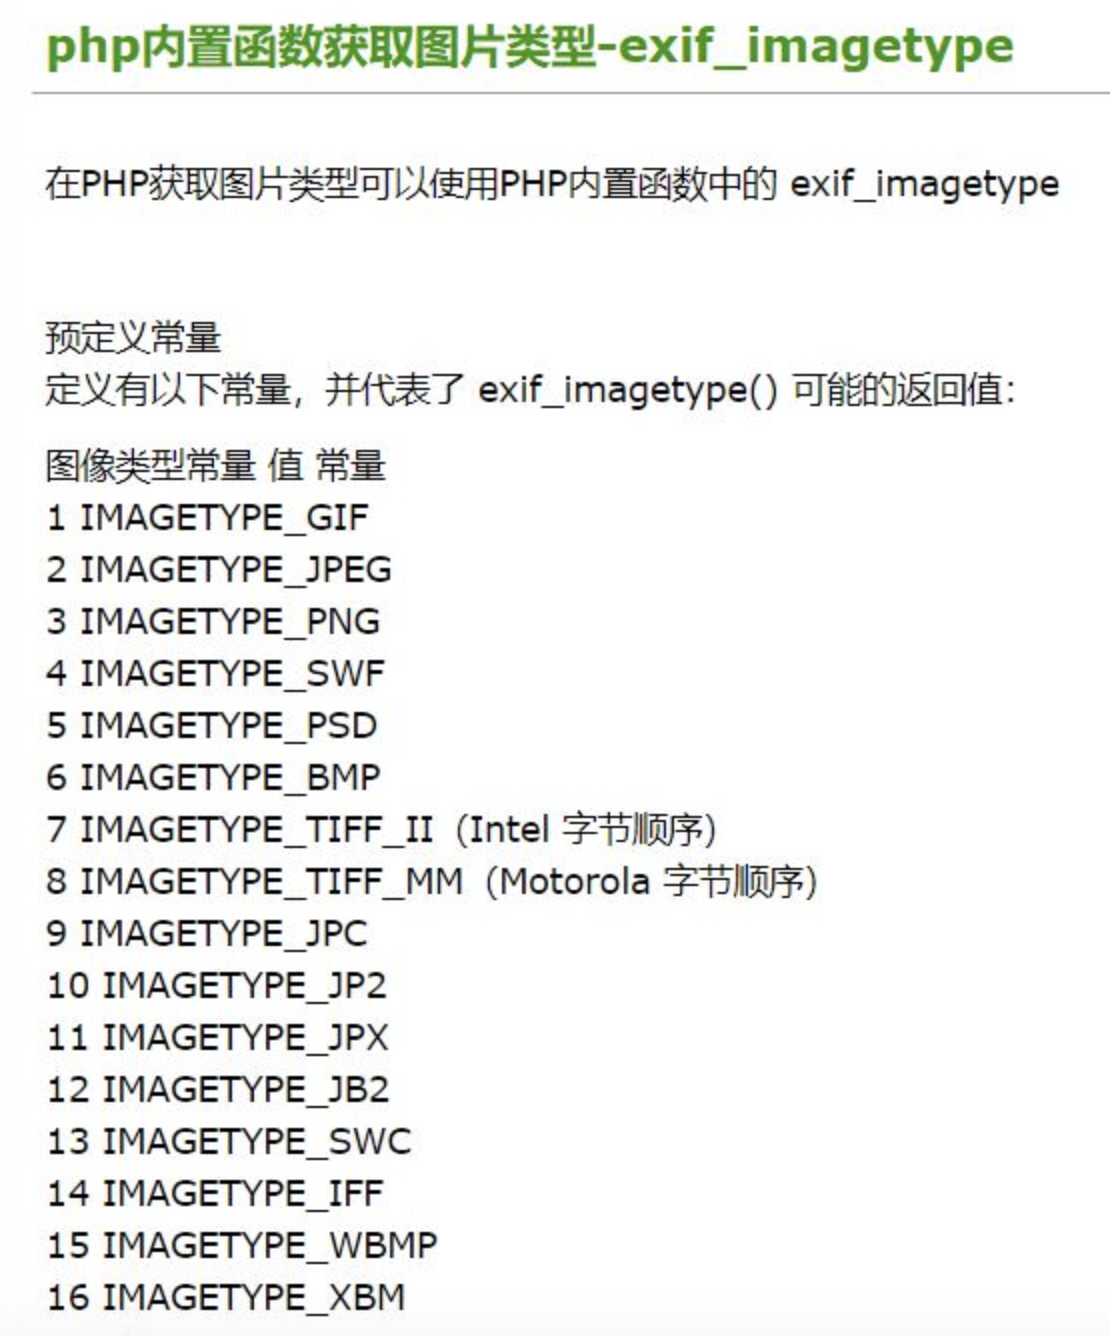 php内置函数获取图片类型-exif_imagetype
在PHP获取图片类型可以使用PHP内置函数中的 exif_imagetype
预定义常量
定义有以下常量，并代表了 exif_imagetype() 可能的返回值：
图像类型常量 值 常量
1 IMAGETYPE_GIF
2 IMAGETYPE_JPEG
3 IMAGETYPE_PNG
4 IMAGETYPE_SWF
5 IMAGETYPE_PSD
6 IMAGETYPE_BMP
7 IMAGETYPE_TIFF_II（Intel 字节顺序）
8 IMAGETYPE_TIFF_MM（Motorola 字节顺序）
9 IMAGETYPE_JPC
10 IMAGETYPE_JP2
11 IMAGETYPE_JPX
12 IMAGETYPE_JB2
13 IMAGETYPE_SWC
14 IMAGETYPE_IFF
15 IMAGETYPE_WBMP
16 IMAGETYPE_XBM